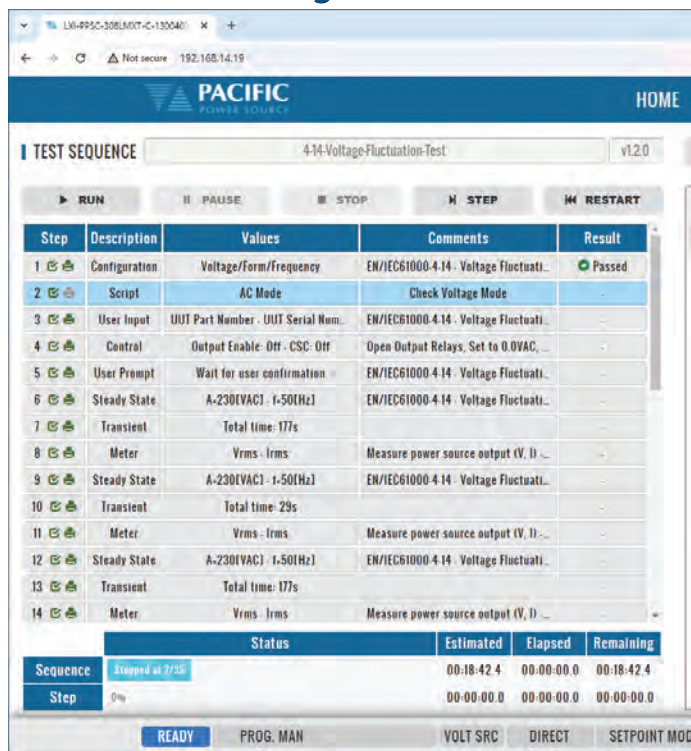 LXI-PPSC-308LMXT-C-130040
192.168.14.19
Not secure
PACIFIC
POWER SOURCE
HOME
TEST SEQUENCE
4-14-Voltage-Fluctuation-Test
v1.2.0
RUN
PAUSE
STOP
STEP
RESTART
Step Description Values Comments Result
1 Configuration Voltage/Form/Frequency EN/IEC61000-4-14 - Voltage Fluctuati... Passed
2 Script AC Mode Check Voltage Mode -
3 User Input UUT Part Number - UUT Serial Num... EN/IEC61000-4-14 - Voltage Fluctuati... -
4 Control Output Enable: Off - CSC: Off Open Output Relays, Set to 0.0VAC, ... -
5 User Prompt Wait for user confirmation EN/IEC61000-4-14 - Voltage Fluctuati... -
6 Steady State A=230[VAC] - f=50[Hz] EN/IEC61000-4-14 - Voltage Fluctuati... -
7 Transient Total time: 177s -
8 Meter Vrms - Irms Measure power source output (V, I) -... -
9 Steady State A=230[VAC] - f=50[Hz] EN/IEC61000-4-14 - Voltage Fluctuati... -
10 Transient Total time: 29s -
11 Meter Vrms - Irms Measure power source output (V, I) -... -
12 Steady State A=230[VAC] - f=50[Hz] EN/IEC61000-4-14 - Voltage Fluctuati... -
13 Transient Total time: 177s -
14 Meter Vrms - Irms Measure power source output (V, I) ... -
Status Estimated Elapsed Remaining
Sequence Stopped at 2/35 00:18:42.4 00:00:00.0 00:18:42.4
Step 0% 00:00:00.0 00:00:00.0 00:00:00.0
READY PROG. MAN VOLT SRC DIRECT SETPOINT MOD